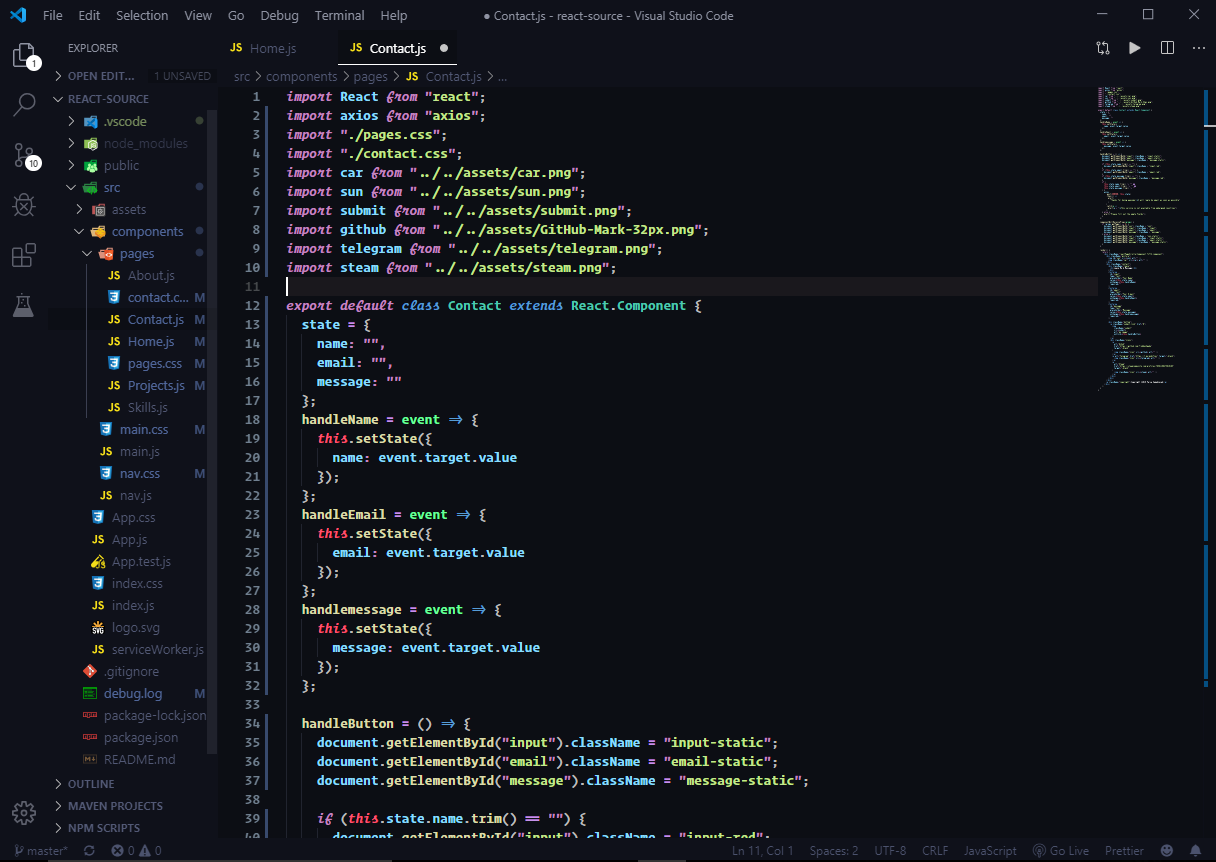 File Edit Selection View Go Debug Terminal Help ● Contact.js - react-source - Visual Studio Code
EXPLORER
JS Home.js JS Contact.js
1
OPEN EDIT... 1 UNSAVED
src > components > pages > JS Contact.js > ...
REACT-SOURCE
.vscode
node_modules
public
10
src
assets
components
pages
JS About.js
contact.c... M
JS Contact.js M
JS Home.js M
pages.css M
JS Projects.js M
JS Skills.js
main.css M
JS main.js
nav.css M
JS nav.js
App.css
JS App.js
App.test.js
index.css
JS index.js
SVG logo.svg
JS serviceWorker.js
.gitignore
debug.log M
package-lock.json
package.json
README.md
OUTLINE
MAVEN PROJECTS
NPM SCRIPTS
1 import React from "react";
2 import axios from "axios";
3 import "./pages.css";
4 import "./contact.css";
5 import car from "../../assets/car.png";
6 import sun from "../../assets/sun.png";
7 import submit from "../../assets/submit.png";
8 import github from "../../assets/GitHub-Mark-32px.png";
9 import telegram from "../../assets/telegram.png";
10 import steam from "../../assets/steam.png";
11
12 export default class Contact extends React.Component {
13 state = {
14 name: "",
15 email: "",
16 message: ""
17 };
18 handleName = event => {
19 this.setState({
20 name: event.target.value
21 });
22 };
23 handleEmail = event => {
24 this.setState({
25 email: event.target.value
26 });
27 };
28 handlemessage = event => {
29 this.setState({
30 message: event.target.value
31 });
32 };
33
34 handleButton = () => {
35 document.getElementById("input").className = "input-static";
36 document.getElementById("email").className = "email-static";
37 document.getElementById("message").className = "message-static";
38
39 if (this.state.name.trim() == "") {
40 document.getElementById("input").className = "input-red";
master* 0 0 Ln 11, Col 1 Spaces: 2 UTF-8 CRLF JavaScript Go Live Prettier